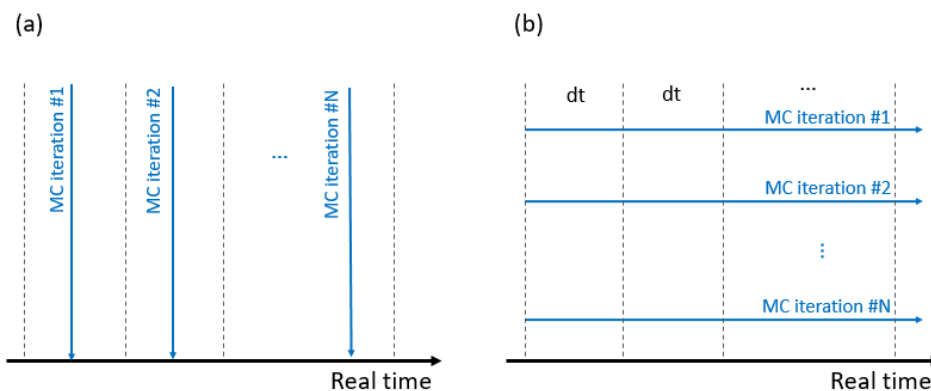 (a)
MC iteration #1
MC iteration #2
...
MC iteration #N
Real time
(b)
dt
dt
...
MC iteration #1
MC iteration #2
...
MC iteration #N
Real time